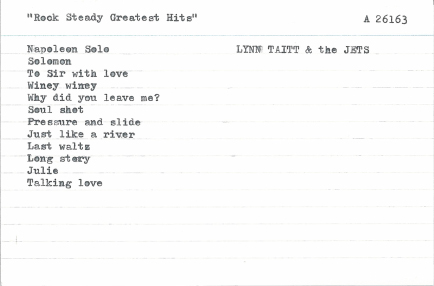 "Rock Steady Greatest Hits" A 26163
Napoleon Solo LYNN TAITT & the JETS
Solomon
To Sir with love
Winey winey
Why did you leave me?
Soul shot
Pressure and slide
Just like a river
Last waltz
Long story
Julie
Talking love